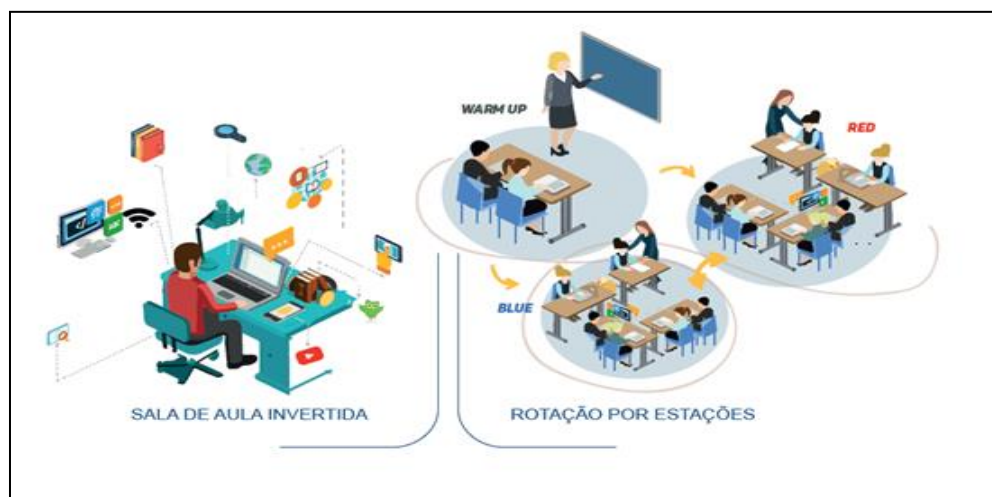 WARM UP
RED
BLUE
SALA DE AULA INVERTIDA
ROTAÇÃO POR ESTAÇÕES